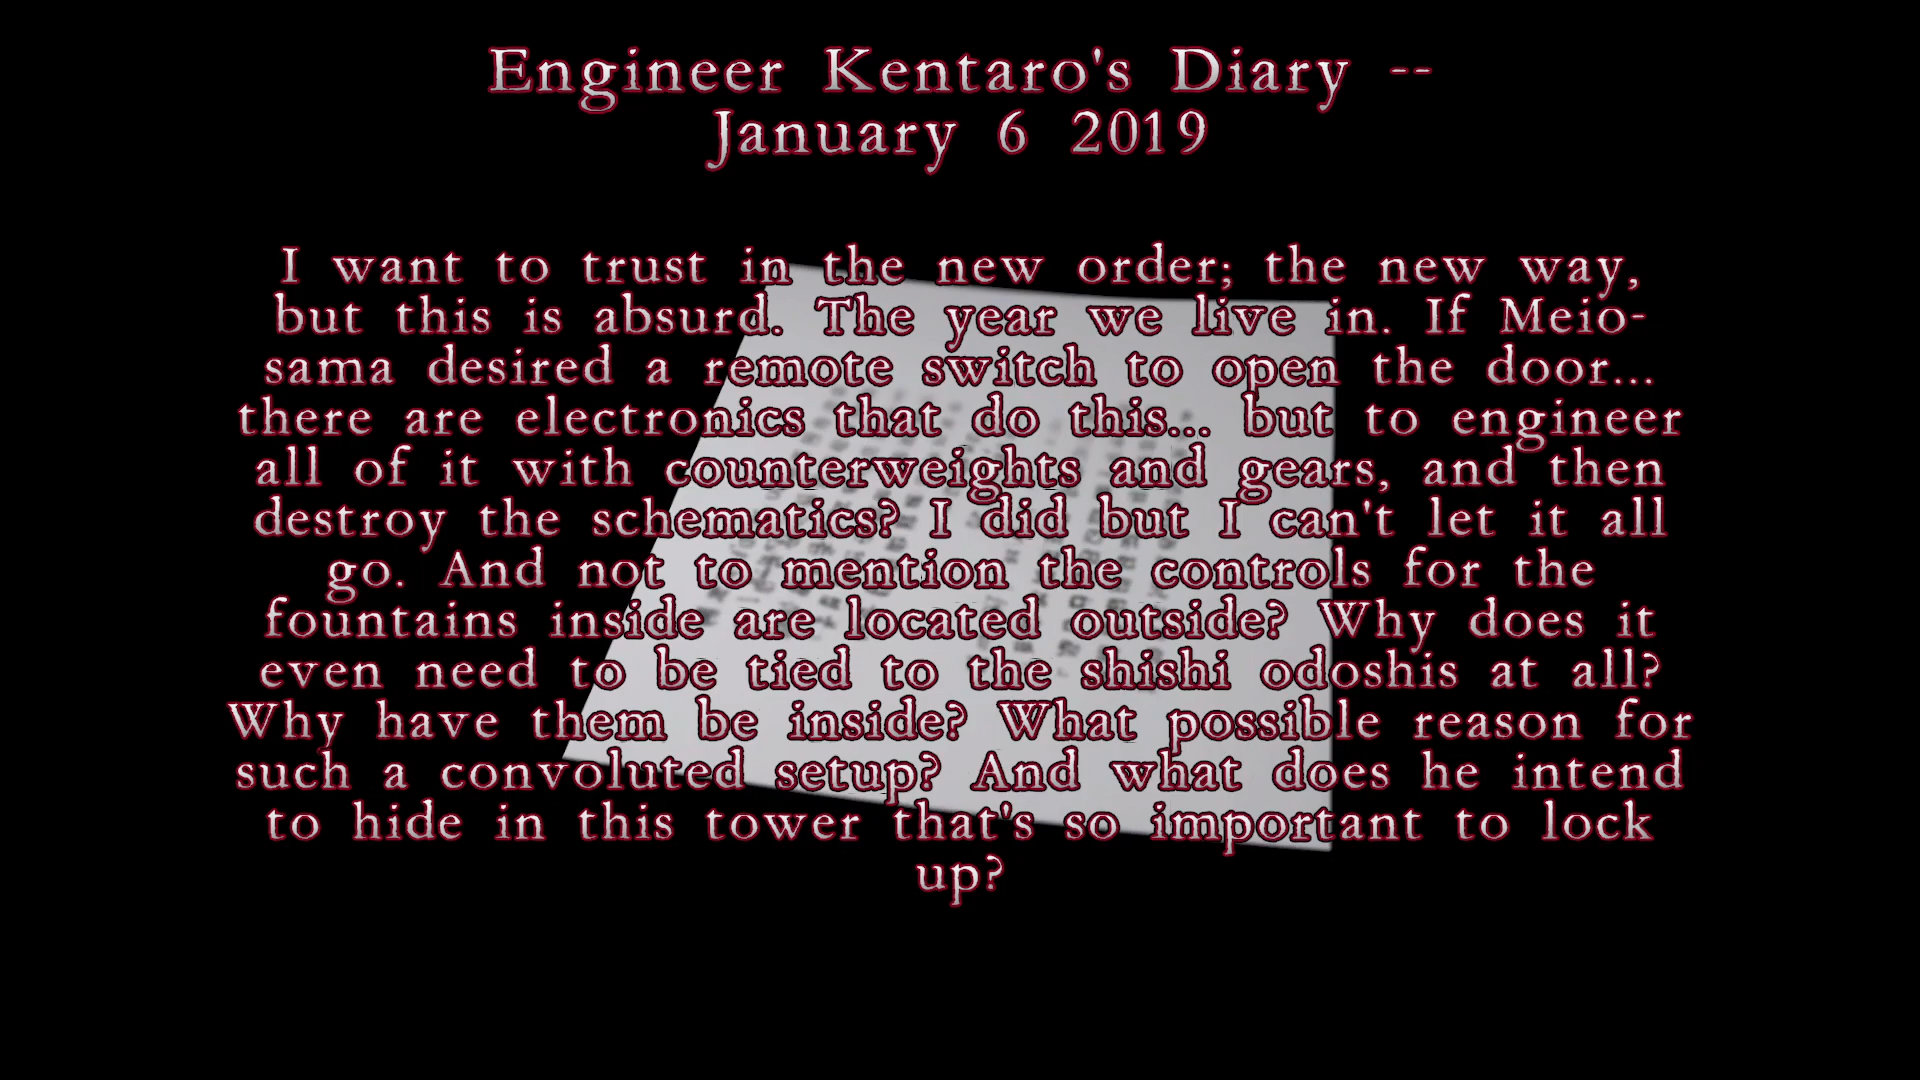 Engineer Kentaro's Diary --
January 6 2019
I want to trust in the new order; the new way,
but this is absurd. The year we live in. If Meio-
sama desired a remote switch to open the door...
there are electronics that do this... but to engineer
all of it with counterweights and gears, and then
destroy the schematics? I did but I can't let it all
go. And not to mention the controls for the
fountains inside are located outside? Why does it
even need to be tied to the shishi odoshis at all?
Why have them be inside? What possible reason for
such a convoluted setup? And what does he intend
to hide in this tower that's so important to lock
up?